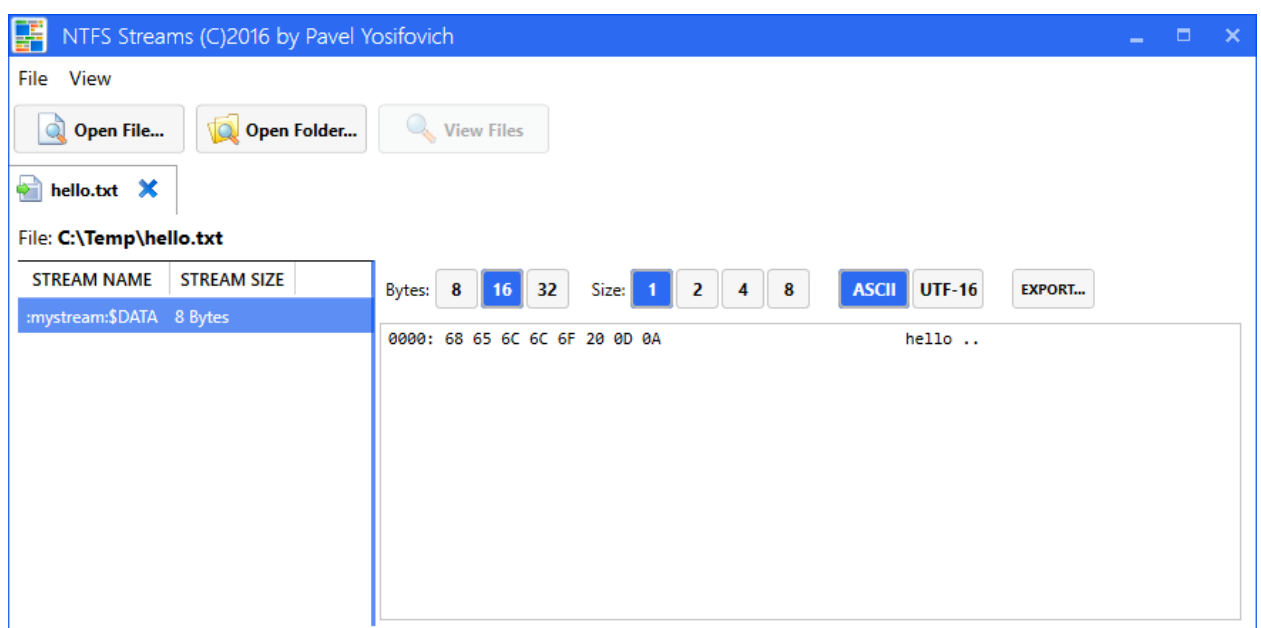 NTFS Streams (C)2016 by Pavel Yosifovich
File View
Open File... Open Folder... View Files
hello.txt
File: C:\Temp\hello.txt
STREAM NAME STREAM SIZE
:mystream:$DATA 8 Bytes
Bytes: 8 16 32 Size: 1 2 4 8 ASCII UTF-16 EXPORT...
0000: 68 65 6C 6C 6F 20 0D 0A hello ..